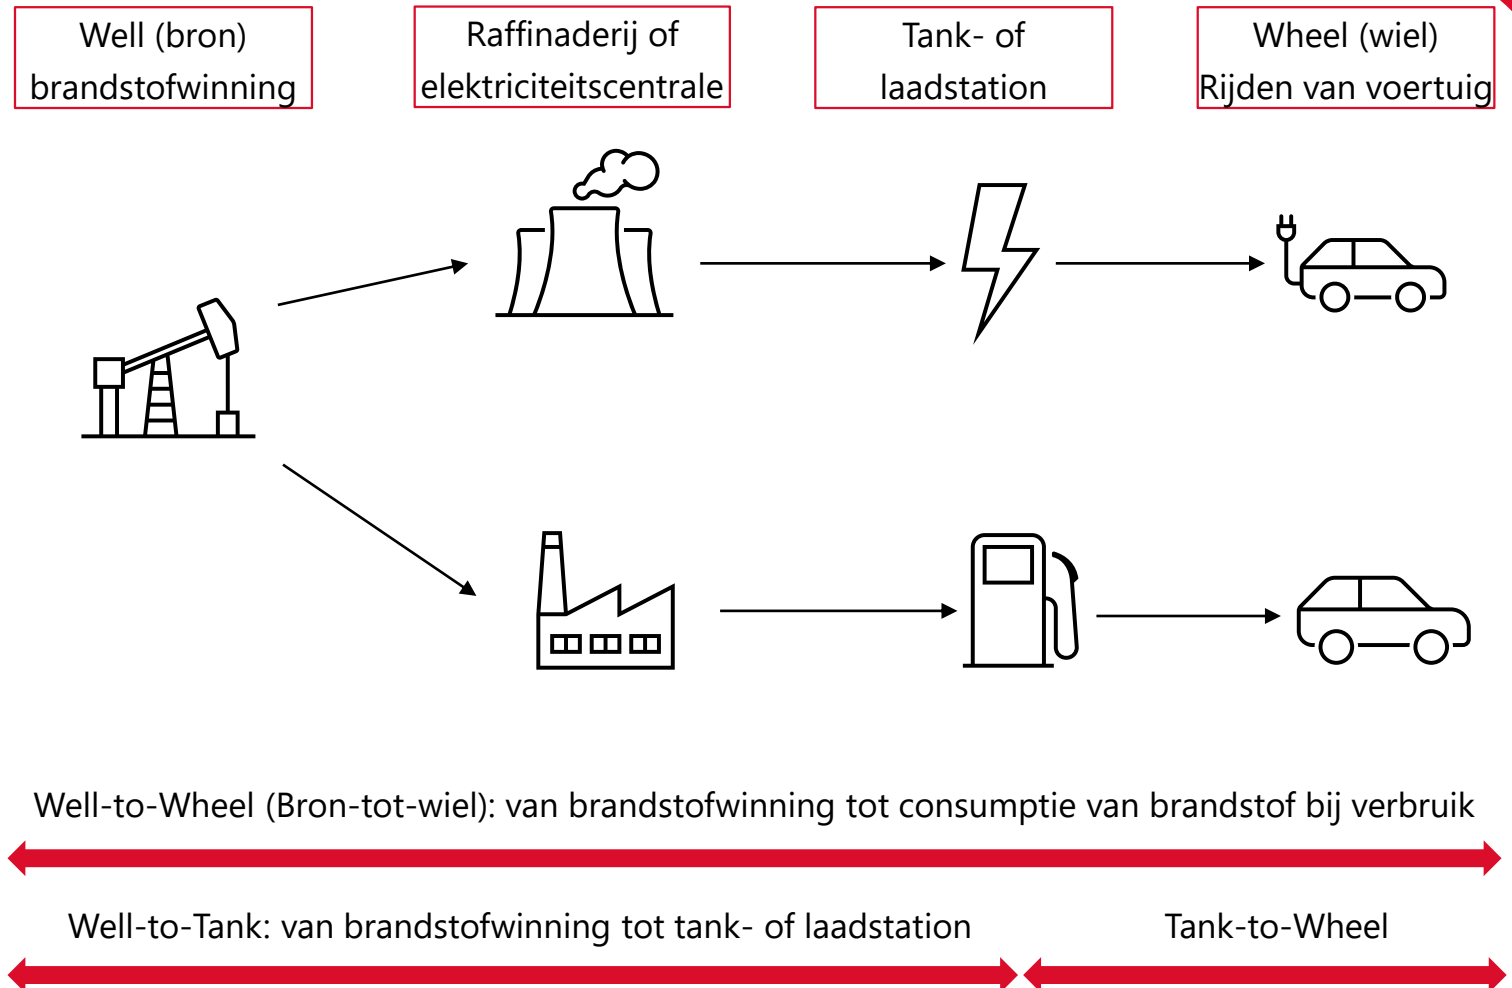 Well (bron)
brandstofwinning
Raffinaderij of
elektriciteitscentrale
Tank- of
laadstation
Wheel (wiel)
Rijden van voertuig
Well-to-Wheel (Bron-tot-wiel): van brandstofwinning tot consumptie van brandstof bij verbruik
Well-to-Tank: van brandstofwinning tot tank- of laadstation
Tank-to-Wheel